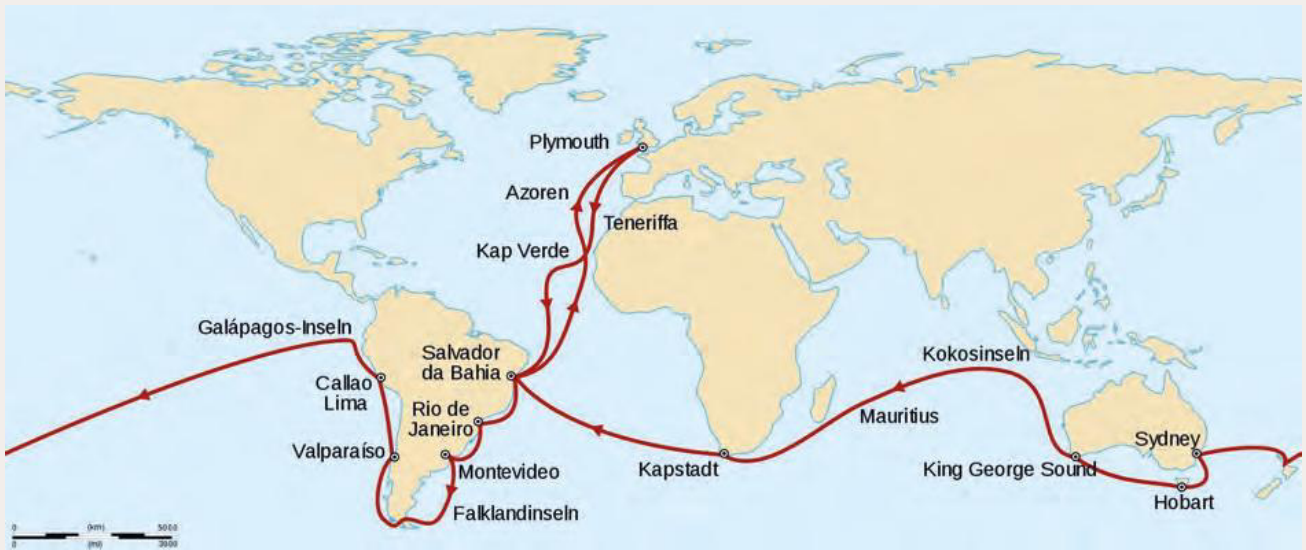 Plymouth
Azoren
Teneriffa
Kap Verde
Galápagos-Inseln
Salvador
da Bahia
Kokosinseln
Callao
Lima
Rio de
Janeiro
Mauritius
Valparaíso
Montevideo
Kapstadt
King George Sound
Sydney
Hobart
Falklandinseln
0 (km) 5000
0 (mi) 3000